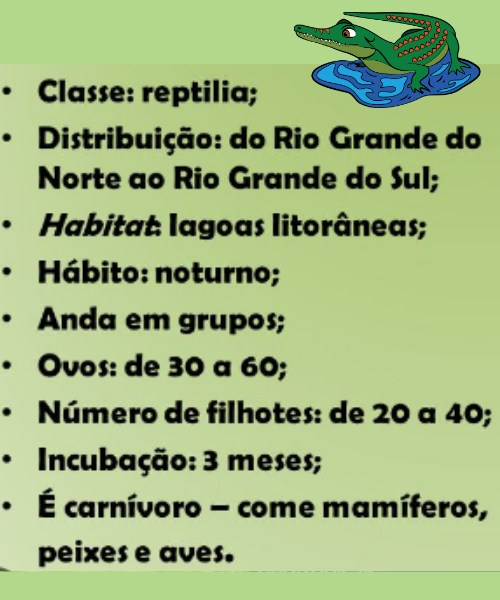 • Classe: reptilia;
• Distribuição: do Rio Grande do
Norte ao Rio Grande do Sul;
• Habitat: lagoas litorâneas;
• Hábito: noturno;
• Anda em grupos;
• Ovos: de 30 a 60;
• Número de filhotes: de 20 a 40;
• Incubação: 3 meses;
• É carnívoro – come mamíferos,
peixes e aves.